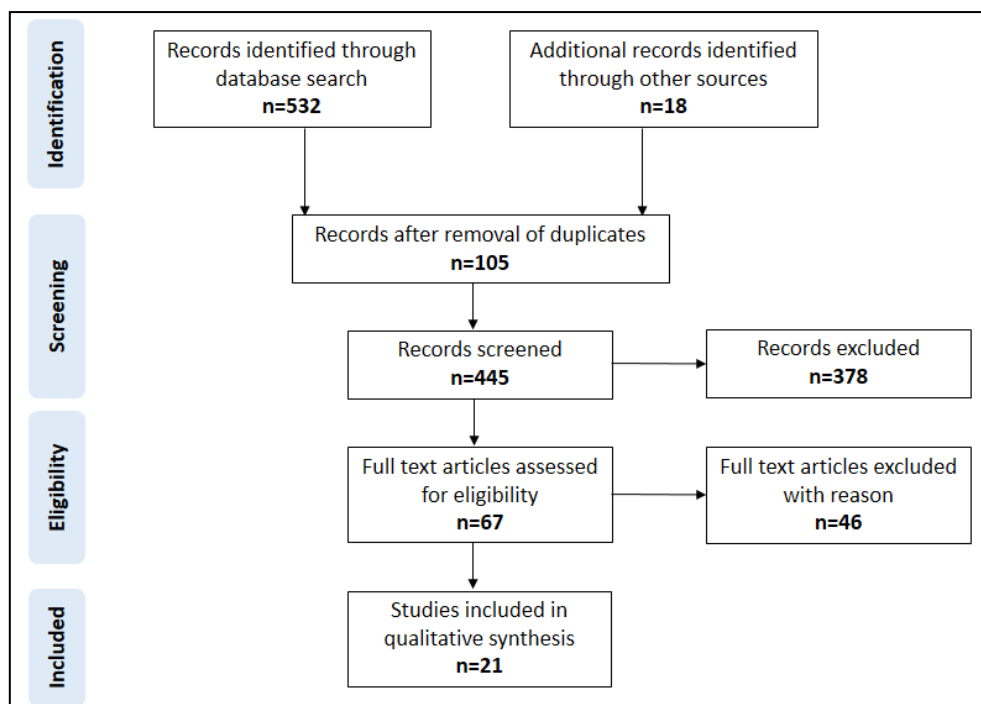 Identification
Records identified through
database search
n=532
Additional records identified
through other sources
n=18
Screening
Records after removal of duplicates
n=105
Records screened
n=445
Records excluded
n=378
Eligibility
Full text articles assessed
for eligibility
n=67
Full text articles excluded
with reason
n=46
Included
Studies included in
qualitative synthesis
n=21